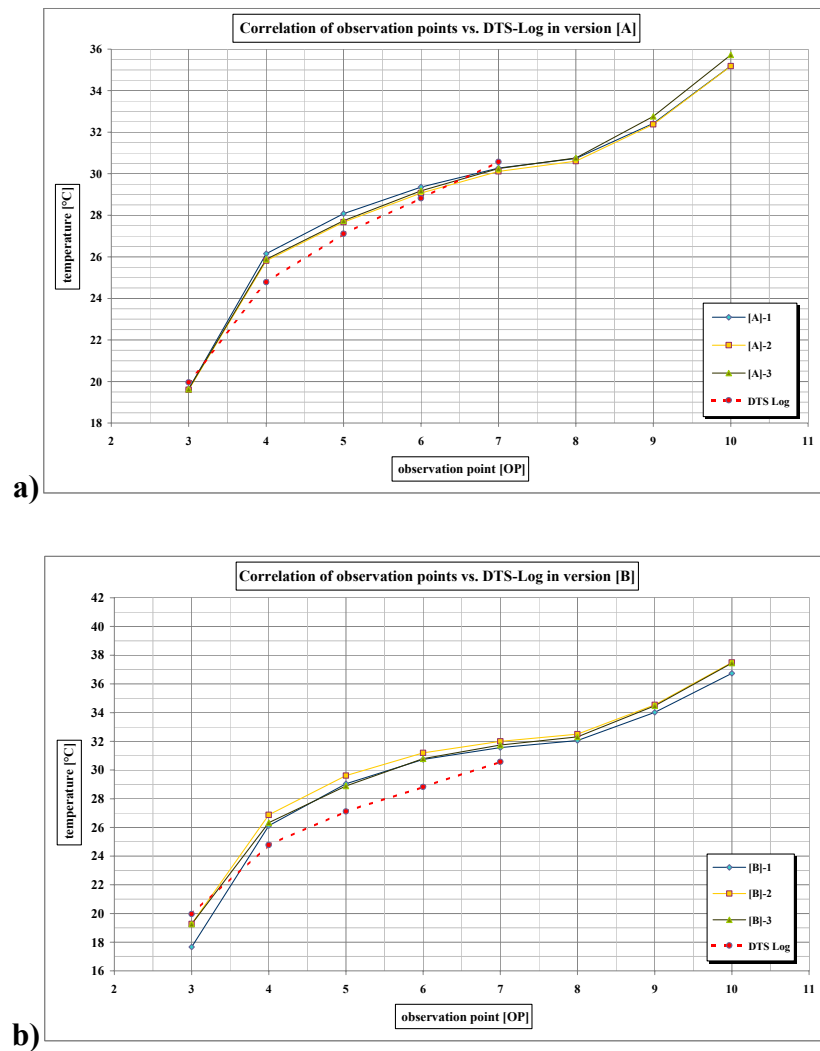 Correlation of observation points vs. DTS-Log in version [A]
36
34
32
30
28
26
24
22
20
18
temperature [°C]
[A]-1
[A]-2
[A]-3
DTS Log
2 3 4 5 6 7 8 9 10 11
observation point [OP]
a)
Correlation of observation points vs. DTS-Log in version [B]
42
40
38
36
34
32
30
28
26
24
22
20
18
16
temperature [°C]
[B]-1
[B]-2
[B]-3
DTS Log
2 3 4 5 6 7 8 9 10 11
observation point [OP]
b)